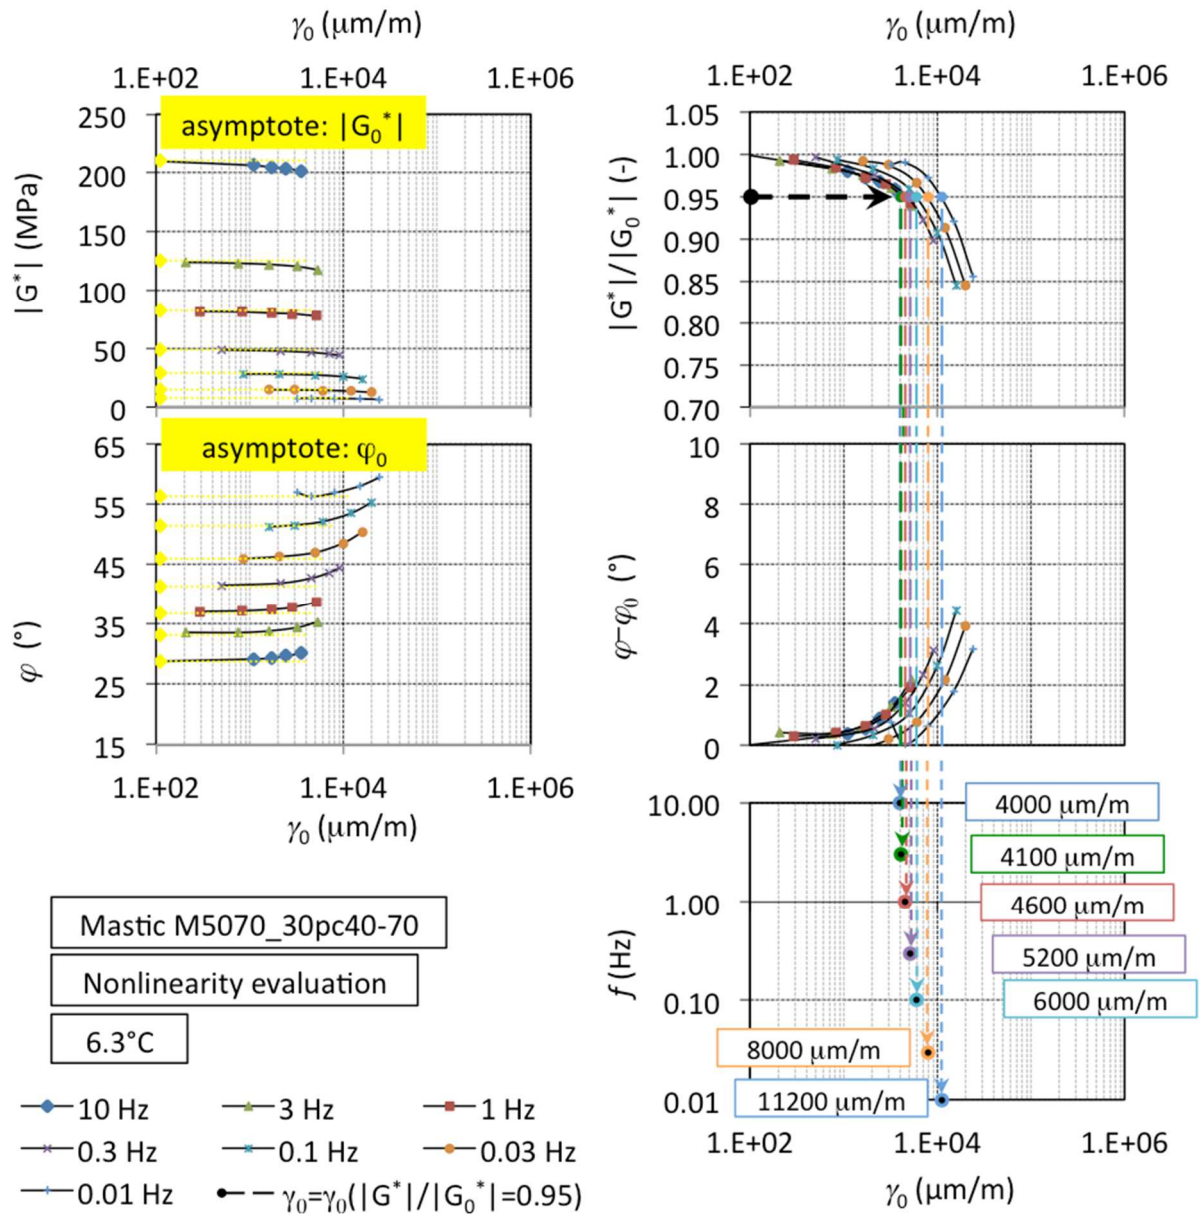 γ0 (μm/m)
1.E+02 1.E+04 1.E+06
250
200
150
100
50
0
|G*| (MPa)
asymptote: |G0*|
65
55
45
35
25
15
φ (°)
asymptote: φ0
1.E+02 1.E+04 1.E+06
γ0 (μm/m)
γ0 (μm/m)
1.E+02 1.E+04 1.E+06
1.05
1.00
0.95
0.90
0.85
0.80
0.75
0.70
|G*|/|G0*| (-)
10
8
6
4
2
0
φ-φ0 (°)
10.00
1.00
0.10
0.01
f (Hz)
4000 μm/m
4100 μm/m
4600 μm/m
5200 μm/m
6000 μm/m
8000 μm/m
11200 μm/m
1.E+02 1.E+04 1.E+06
γ0 (μm/m)
Mastic M5070_30pc40-70
Nonlinearity evaluation
6.3°C
10 Hz 3 Hz 1 Hz
0.3 Hz 0.1 Hz 0.03 Hz
0.01 Hz γ0=γ0(|G*|/|G0*|=0.95)